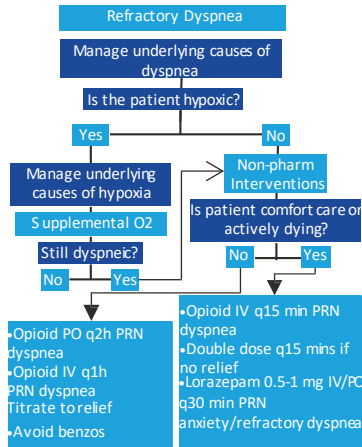 Refractory Dyspnea
Manage underlying causes of
dyspnea
Is the patient hypoxic?
Yes
No
Manage underlying
causes of hypoxia
Non-pharm
Interventions
Supplemental O2
Is patient comfort care or
actively dying?
Still dyspneic?
No
Yes
No
Yes
•Opioid PO q2h PRN
dyspnea
•Opioid IV q1h
PRN dyspnea
Titrate to relief
•Avoid benzos
•Opioid IV q15 min PRN
dyspnea
•Double dose q15 mins if
no relief
•Lorazepam 0.5-1 mg IV/PO
q30 min PRN
anxiety/refractory dyspnea